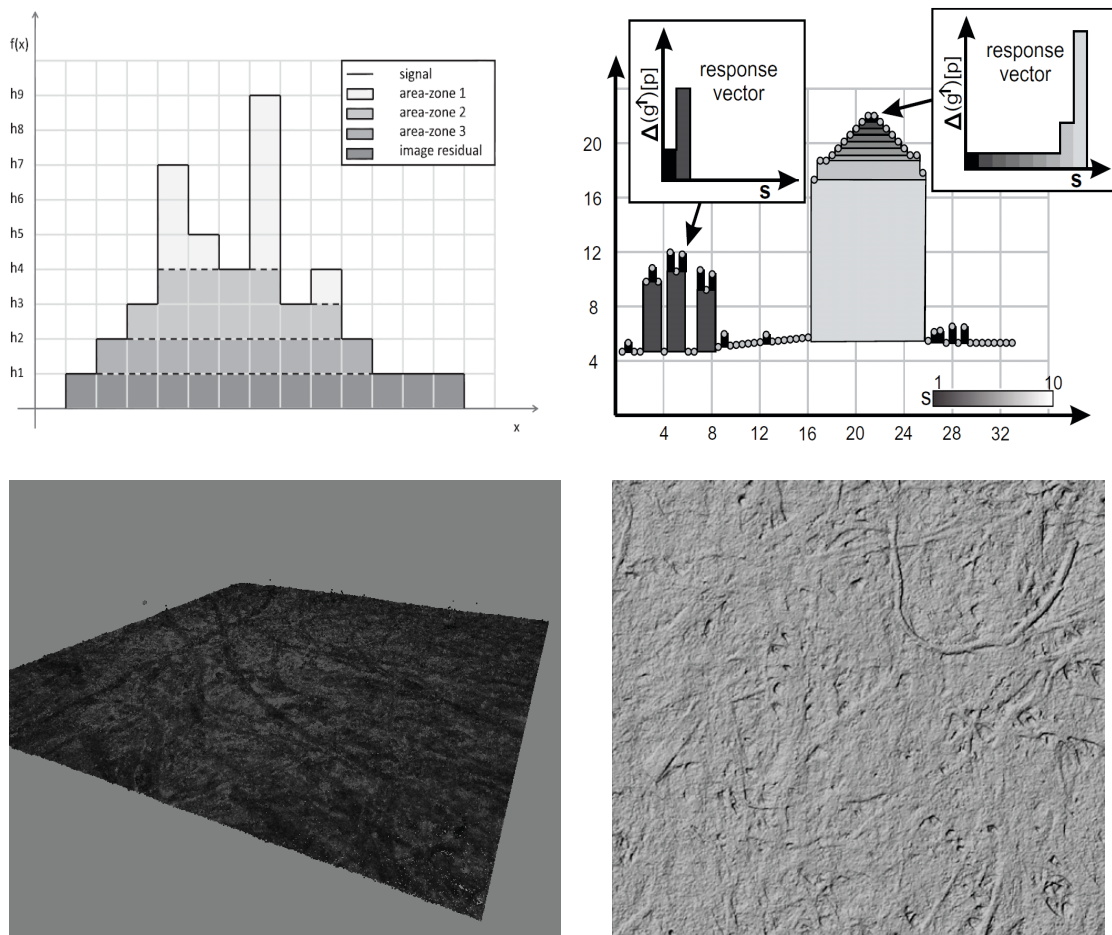 f(x)
h9
h8
h7
h6
h5
h4
h3
h2
h1
x
signal
area-zone 1
area-zone 2
area-zone 3
image residual
20
16
12
8
4
4 8 12 16 20 24 28 32
Δ(g↑)[p]
response
vector
s
Δ(g↑)[p]
response
vector
s
S
1
10